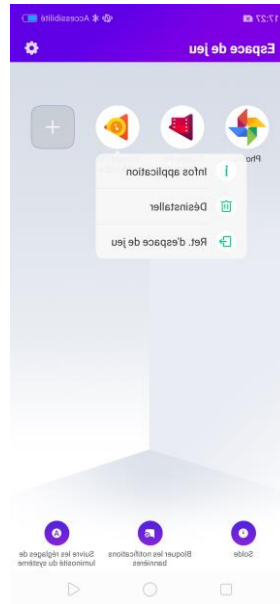 17:27
Accessibilité
Espace de jeu
Pho
Infos application
Désinstaller
Ret. d'espace de jeu
Solde
Bloquer les notifications
bannières
Suivre les réglages de
luminosité du système